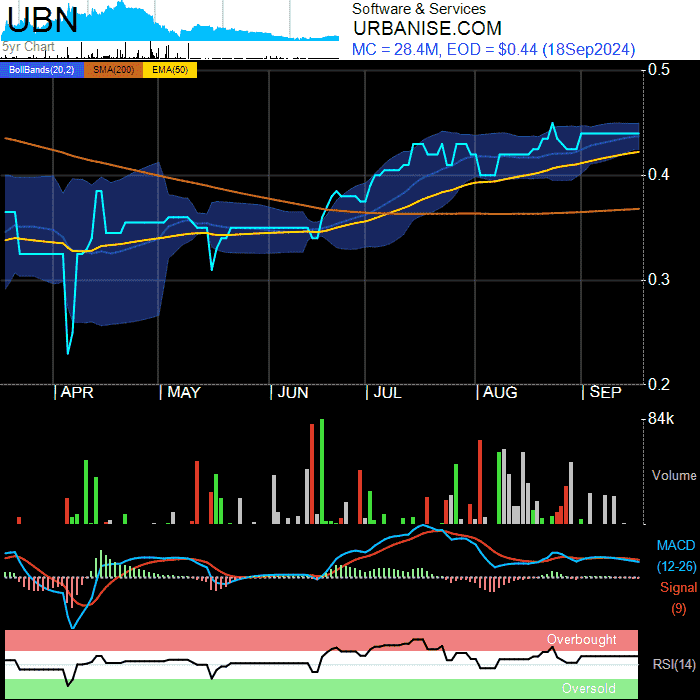 UBN
Software & Services
URBANISE.COM
MC = 28.4M, EOD = $0.44 (18Sep2024)
5yr Chart
BollBands(20,2) SMA(200) EMA(50)
0.5
0.4
0.3
0.2
APR MAY JUN JUL AUG SEP
84k
Volume
MACD
(12-26)
Signal
(9)
Overbought
RSI(14)
Oversold